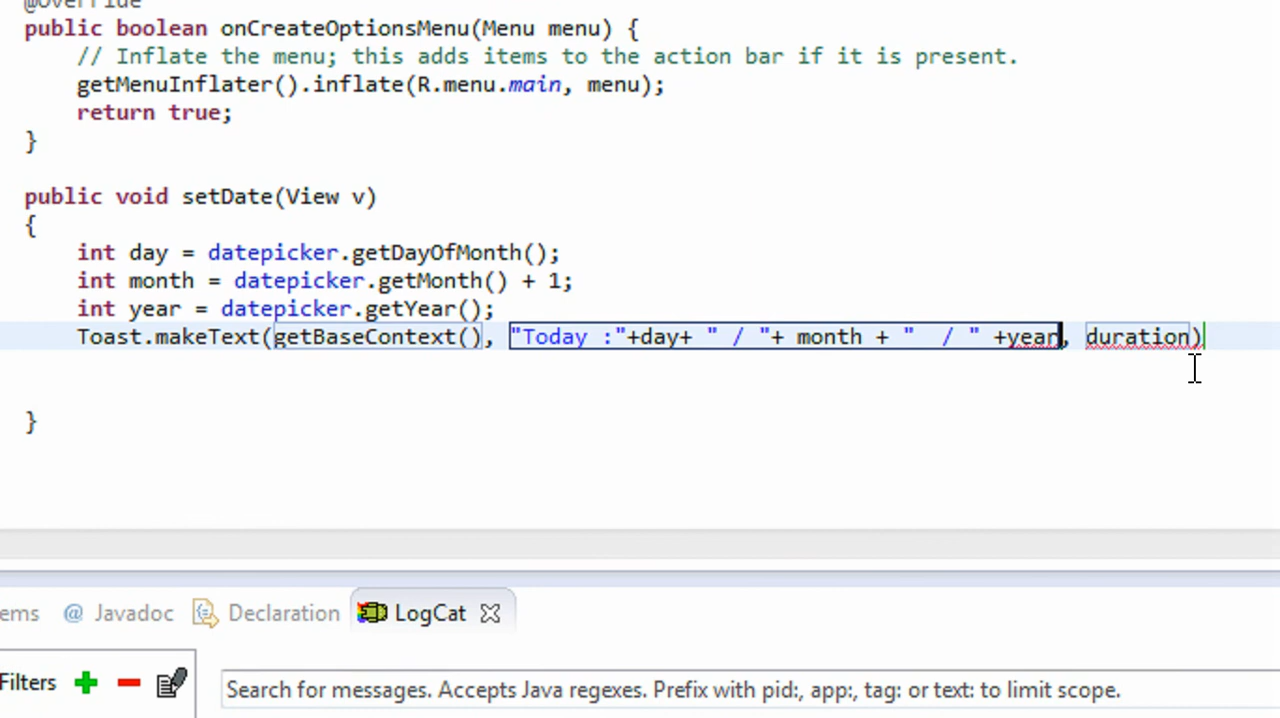 @Override
public boolean onCreateOptionsMenu(Menu menu) {
// Inflate the menu; this adds items to the action bar if it is present.
getMenuInflater().inflate(R.menu.main, menu);
return true;
}
public void setDate(View v)
{
int day = datepicker.getDayOfMonth();
int month = datepicker.getMonth() + 1;
int year = datepicker.getYear();
Toast.makeText(getBaseContext(), "Today :"+day+ " / "+ month + "  / " +year, duration)
}
ems @ Javadoc Declaration LogCat
Filters
Search for messages. Accepts Java regexes. Prefix with pid:, app:, tag: or text: to limit scope.